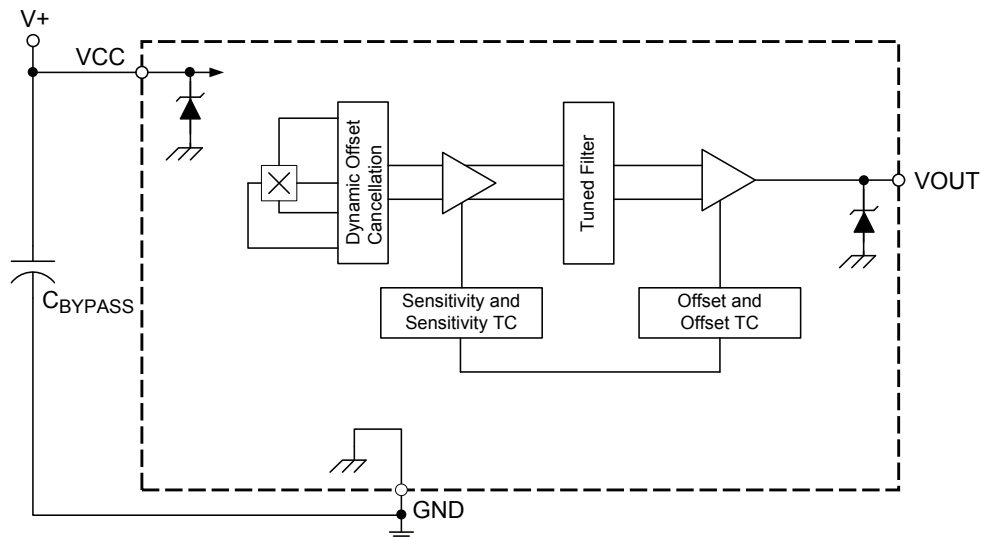 V+
VCC
Dynamic Offset
Cancellation
Tuned Filter
VOUT
CBYPASS
Sensitivity and
Sensitivity TC
Offset and
Offset TC
GND